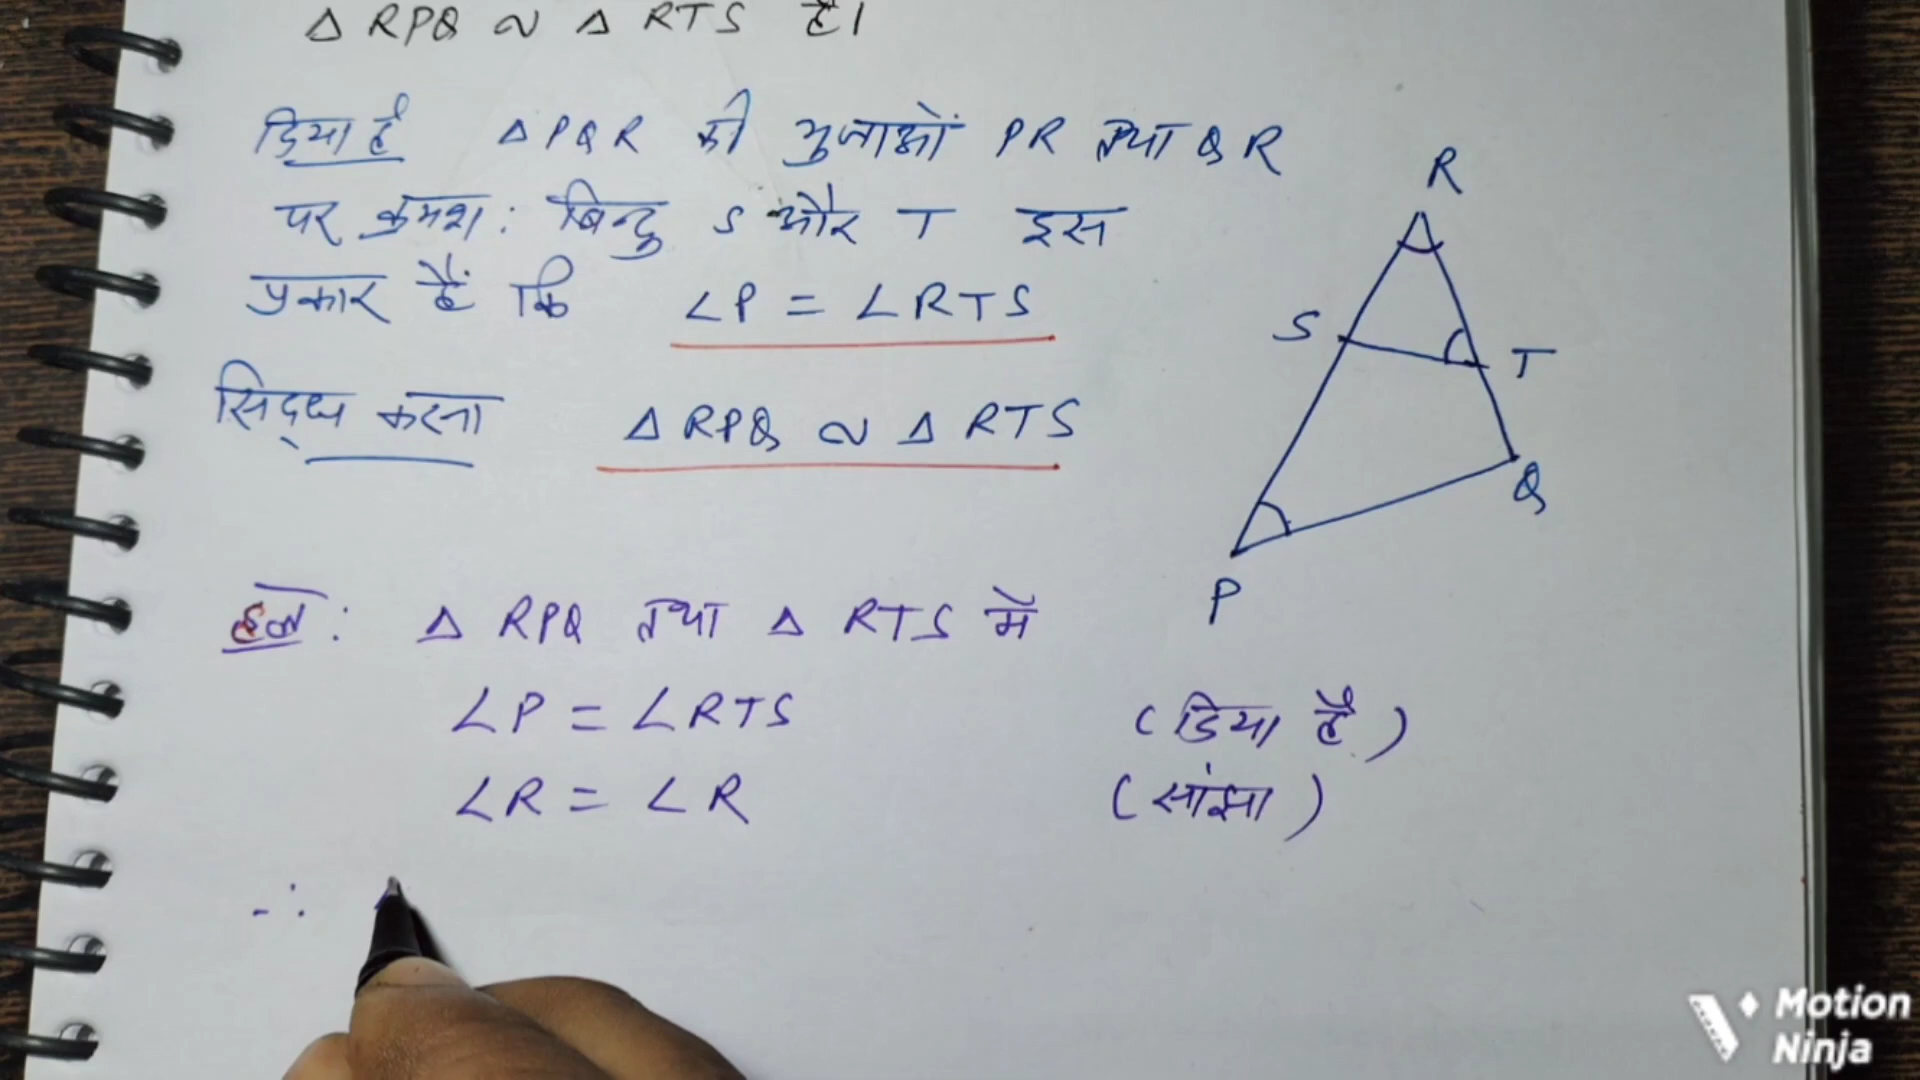 Δ RPQ ~ Δ RTS है।
दिया है Δ PQR की भुजाओं PR तथा QR
पर क्रमश: बिन्दु S और T इस
प्रकार हैं कि ∠P = ∠RTS
सिद्ध करना Δ RPQ ~ Δ RTS
R
S
T
Q
P
हल : Δ RPQ तथा Δ RTS में
∠P = ∠RTS (दिया है)
∠R = ∠R (सांझा)
∴
Motion
Ninja